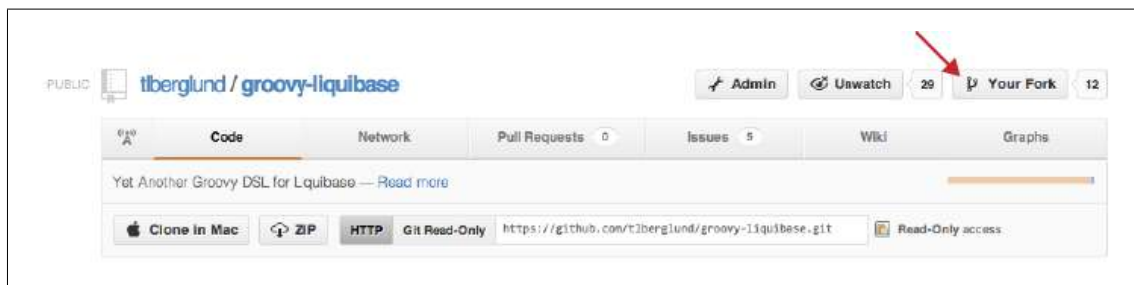 PUBLIC tlberglund / groovy-liquibase Admin Unwatch 29 Your Fork 12
Code Network Pull Requests 0 Issues 5 Wiki Graphs
Yet Another Groovy DSL for Lquibase — Read more
Clone in Mac ZIP HTTP Git Read-Only https://github.com/tlberglund/groovy-liquibase.git Read-Only access